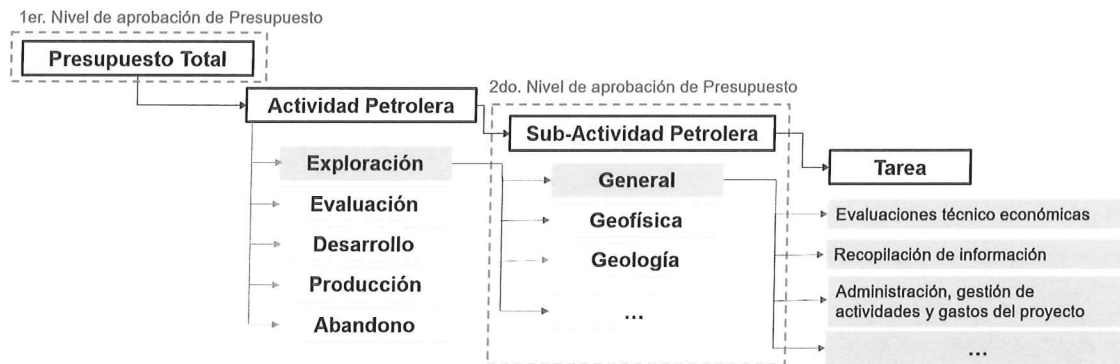 1er. Nivel de aprobación de Presupuesto
Presupuesto Total
Actividad Petrolera
Exploración
Evaluación
Desarrollo
Producción
Abandono
2do. Nivel de aprobación de Presupuesto
Sub-Actividad Petrolera
General
Geofísica
Geología
...
Tarea
Evaluaciones técnico económicas
Recopilación de información
Administración, gestión de
actividades y gastos del proyecto
...